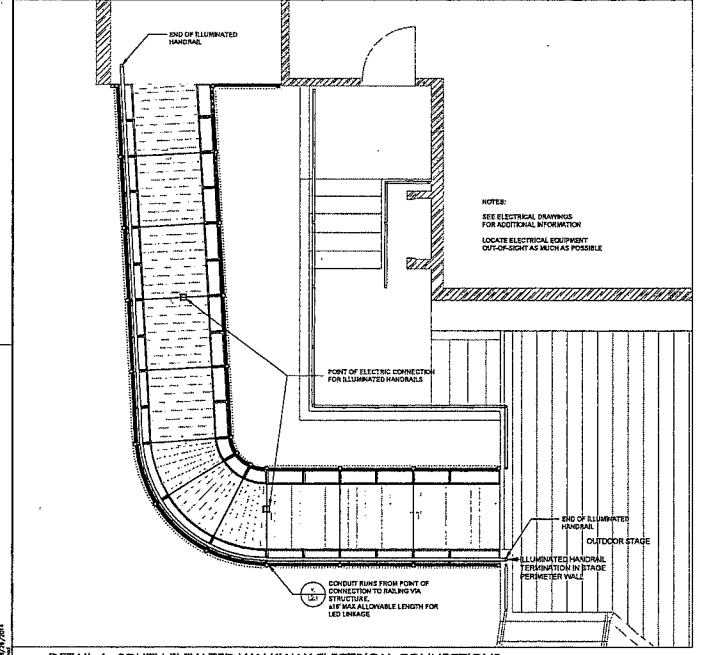 END OF ILLUMINATED
HANDRAIL
NOTES:
SEE ELECTRICAL DRAWINGS
FOR ADDITIONAL INFORMATION
LOCATE ELECTRICAL EQUIPMENT
OUT-OF-SIGHT AS MUCH AS POSSIBLE
POINT OF ELECTRIC CONNECTION
FOR ILLUMINATED HANDRAILS
END OF ILLUMINATED
HANDRAIL
OUTDOOR STAGE
ILLUMINATED HANDRAIL
TERMINATION IN STAGE
PERIMETER WALL
CONDUIT RUNS FROM POINT OF
CONNECTION TO RAILING VIA
STRUCTURE.
±18' MAX ALLOWABLE LENGTH FOR
LED LINKAGE